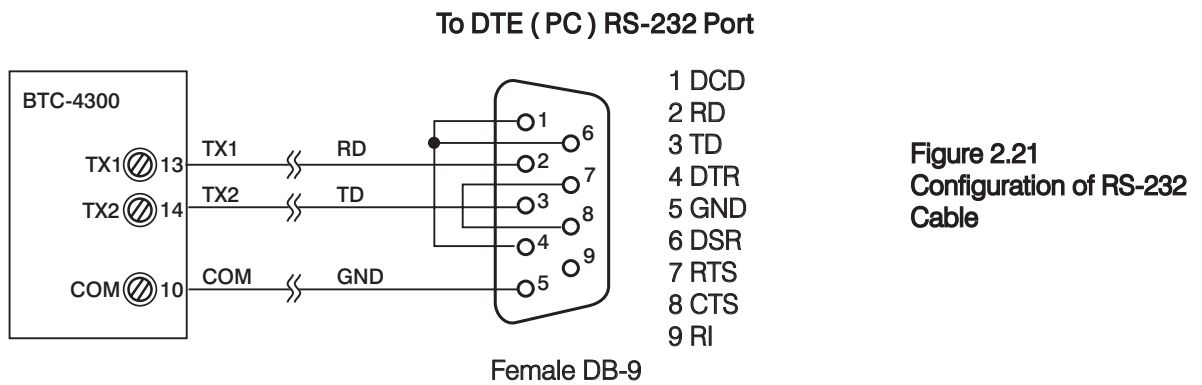 To DTE ( PC ) RS-232 Port
BTC-4300
TX1 13 TX1 RD
TX2 14 TX2 TD
COM 10 COM GND
1
6
2
7
3
8
4
9
5
1 DCD
2 RD
3 TD
4 DTR
5 GND
6 DSR
7 RTS
8 CTS
9 RI
Female DB-9
Figure 2.21
Configuration of RS-232
Cable